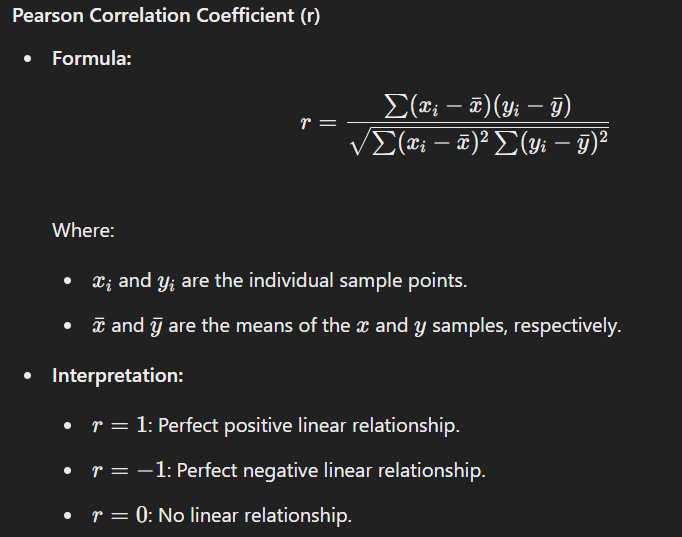 Pearson Correlation Coefficient (r)
• Formula:
r = \frac{\sum (x_i - \bar{x})(y_i - \bar{y})}{\sqrt{\sum (x_i - \bar{x})^2 \sum (y_i - \bar{y})^2}}
Where:
• x_i and y_i are the individual sample points.
• x̄ and ȳ are the means of the x and y samples, respectively.
• Interpretation:
• r = 1: Perfect positive linear relationship.
• r = −1: Perfect negative linear relationship.
• r = 0: No linear relationship.